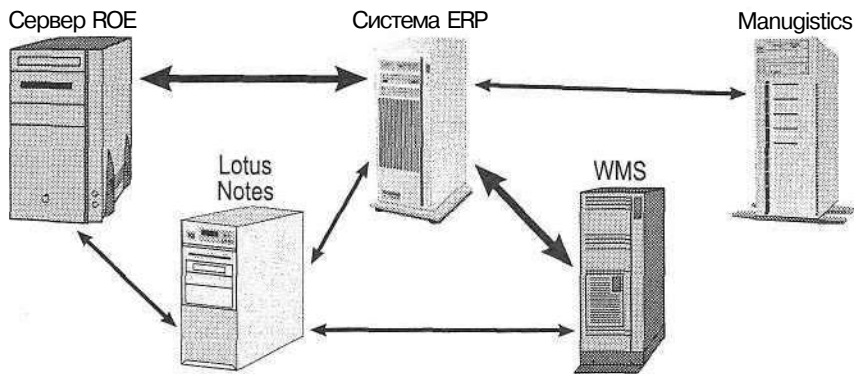 Сервер ROE
Система ERP
Manugistics
Lotus
Notes
WMS